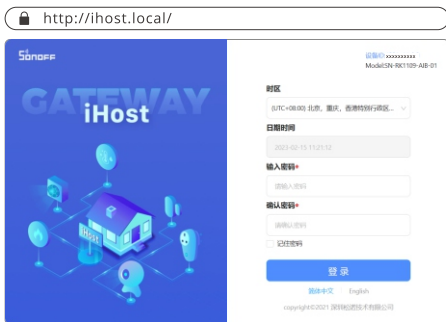 http://ihost.local/
SONOFF
设备ID xxxxxxxxxx
Model:SN-RK1109-AIB-01
GATEWAY
iHost
时区
(UTC+08:00) 北京，重庆，香港特别行政区...
日期时间
2023-02-15 11:21:12
输入密码*
请输入密码
确认密码*
请确认密码
记住密码
iHOST
登 录
简体中文 English
copyright©2021 深圳松诺技术有限公司